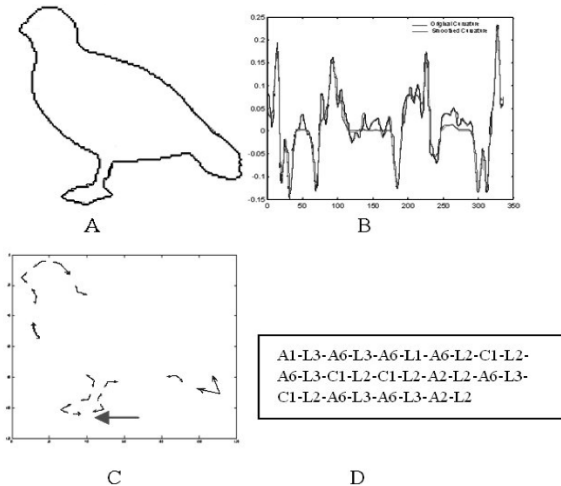 A
0.25
Original Curvature
Smoothed Curvature
0.2
0.15
0.1
0.05
0
-0.05
-0.1
-0.15
0 50 100 150 200 250 300 350
B
C
A1-L3-A6-L3-A6-L1-A6-L2-C1-L2-
A6-L3-C1-L2-C1-L2-A2-L2-A6-L3-
C1-L2-A6-L3-A6-L3-A2-L2
D